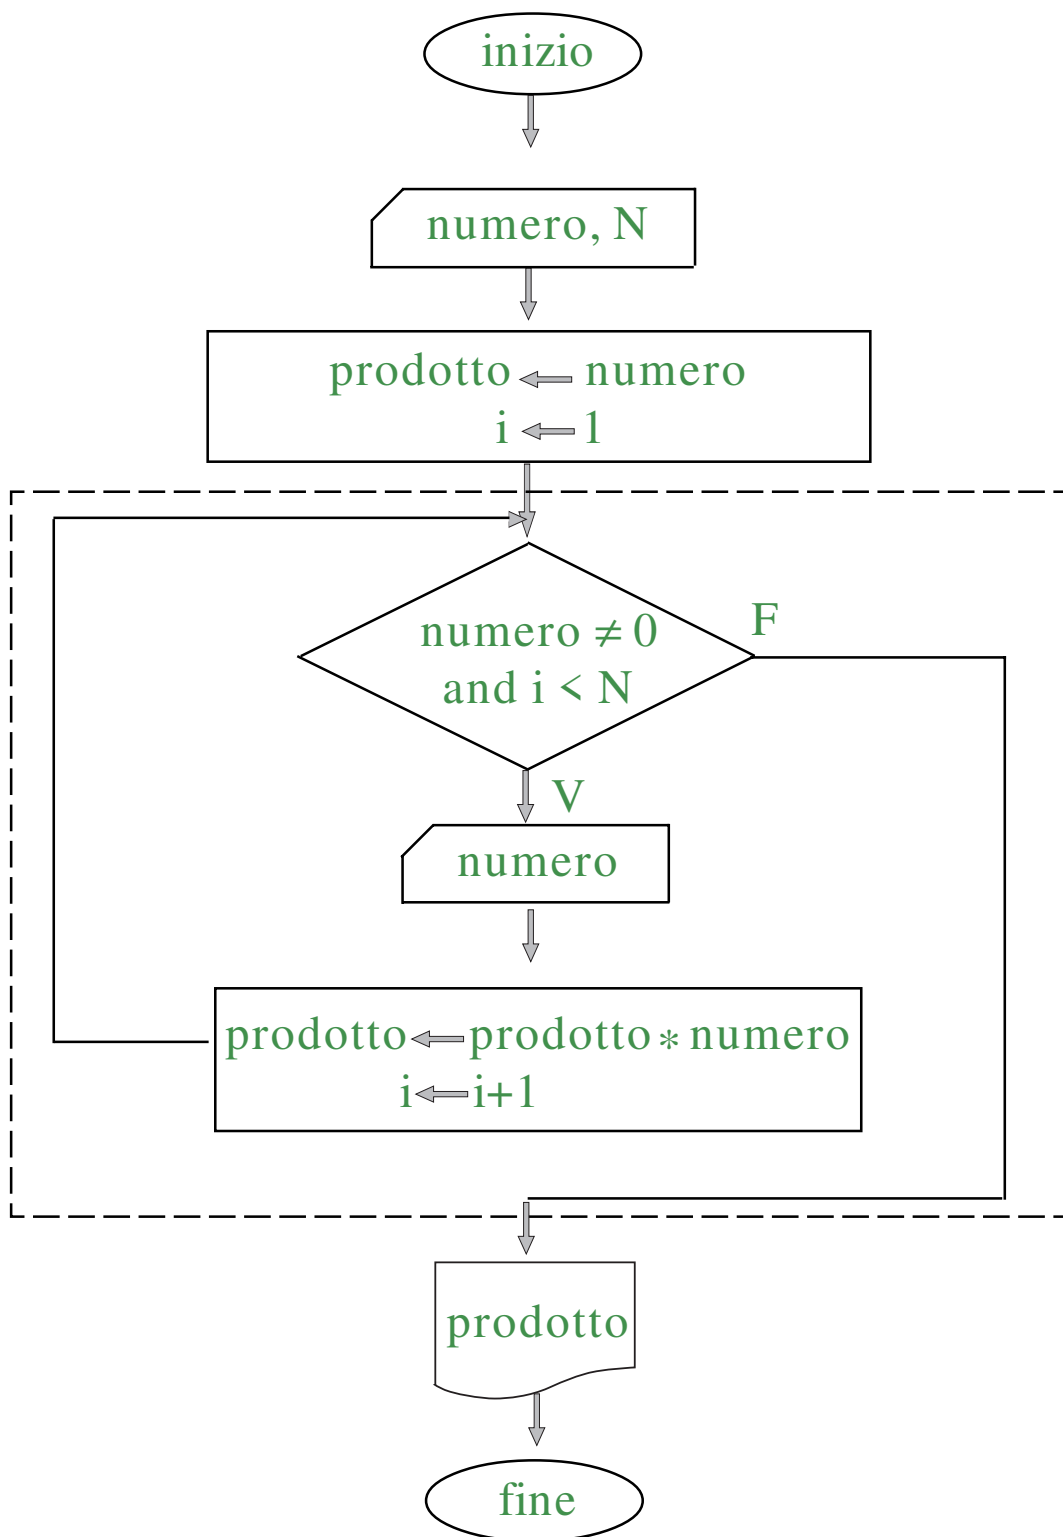 inizio
numero, N
prodotto ← numero
i ← 1
numero ≠ 0
and i < N
F
V
numero
prodotto ← prodotto * numero
i ← i+1
prodotto
fine